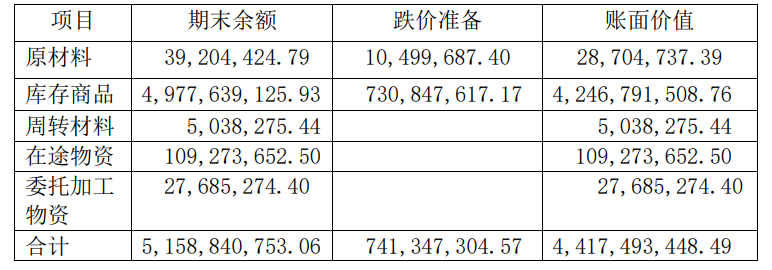 项目 期末余额 跌价准备 账面价值
原材料 39,204,424.79 10,499,687.40 28,704,737.39
库存商品 4,977,639,125.93 730,847,617.17 4,246,791,508.76
周转材料 5,038,275.44 5,038,275.44
在途物资 109,273,652.50 109,273,652.50
委托加工 27,685,274.40 27,685,274.40
物资
合计 5,158,840,753.06 741,347,304.57 4,417,493,448.49